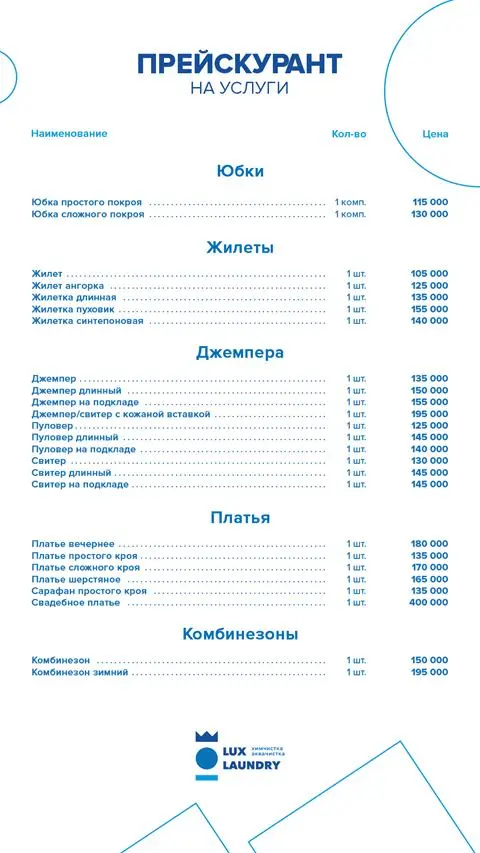 ПРЕЙСКУРАНТ
НА УСЛУГИ
Наименование Кол-во Цена
Юбки
Юбка простого покроя 1 комп. 115 000
Юбка сложного покроя 1 комп. 130 000
Жилеты
Жилет 1 шт. 105 000
Жилет ангорка 1 шт. 125 000
Жилетка длинная 1 шт. 135 000
Жилетка пуховик 1 шт. 155 000
Жилетка синтепоновая 1 шт. 140 000
Джемпера
Джемпер 1 шт. 135 000
Джемпер длинный 1 шт. 150 000
Джемпер на подкладе 1 шт. 155 000
Джемпер/свитер с кожаной вставкой 1 шт. 195 000
Пуловер 1 шт. 125 000
Пуловер длинный 1 шт. 145 000
Пуловер на подкладе 1 шт. 140 000
Свитер 1 шт. 130 000
Свитер длинный 1 шт. 145 000
Свитер на подкладе 1 шт. 145 000
Платья
Платье вечернее 1 шт. 180 000
Платье простого кроя 1 шт. 135 000
Платье сложного кроя 1 шт. 170 000
Платье шерстяное 1 шт. 165 000
Сарафан простого кроя 1 шт. 135 000
Свадебное платье 1 шт. 400 000
Комбинезоны
Комбинезон 1 шт. 150 000
Комбинезон зимний 1 шт. 195 000
LUX химчистка
аквачистка
LAUNDRY